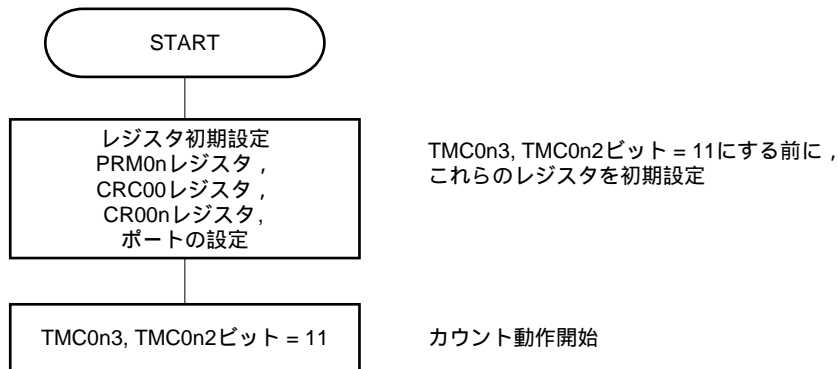 START
レジスタ初期設定
PRM0nレジスタ，
CRC00レジスタ，
CR00nレジスタ，
ポートの設定
TMC0n3, TMC0n2ビット = 11にする前に，
これらのレジスタを初期設定
TMC0n3, TMC0n2ビット = 11
カウント動作開始